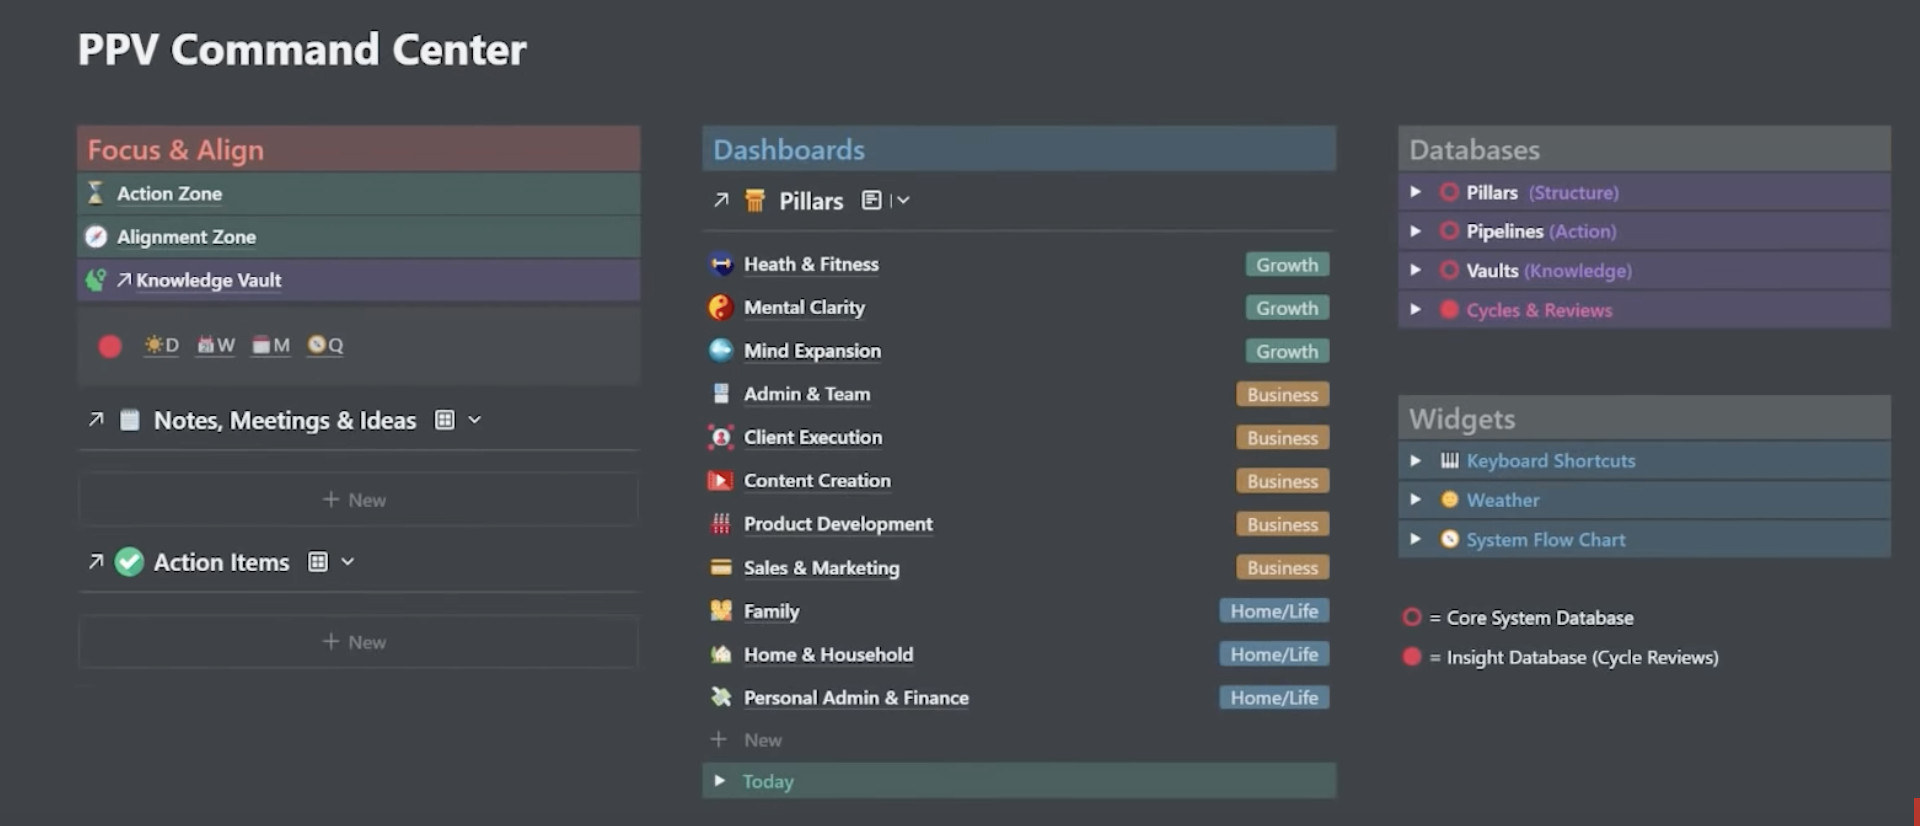 PPV Command Center
Focus & Align
Action Zone
Alignment Zone
Knowledge Vault
D W M Q
Notes, Meetings & Ideas
+ New
Action Items
+ New
Dashboards
Pillars
Heath & Fitness Growth
Mental Clarity Growth
Mind Expansion Growth
Admin & Team Business
Client Execution Business
Content Creation Business
Product Development Business
Sales & Marketing Business
Family Home/Life
Home & Household Home/Life
Personal Admin & Finance Home/Life
+ New
Today
Databases
Pillars (Structure)
Pipelines (Action)
Vaults (Knowledge)
Cycles & Reviews
Widgets
Keyboard Shortcuts
Weather
System Flow Chart
= Core System Database
= Insight Database (Cycle Reviews)